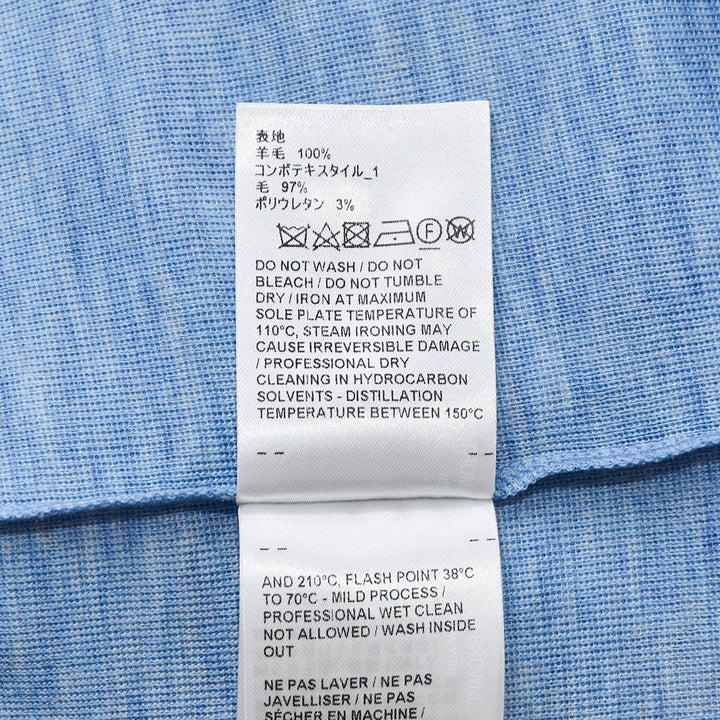 表地
羊毛 100%
コンポテキスタイル_1
毛 97%
ポリウレタン 3%
F W
DO NOT WASH / DO NOT
BLEACH / DO NOT TUMBLE
DRY / IRON AT MAXIMUM
SOLE PLATE TEMPERATURE OF
110°C, STEAM IRONING MAY
CAUSE IRREVERSIBLE DAMAGE
/ PROFESSIONAL DRY
CLEANING IN HYDROCARBON
SOLVENTS - DISTILLATION
TEMPERATURE BETWEEN 150°C
-- --
-- --
AND 210°C, FLASH POINT 38°C
TO 70°C - MILD PROCESS /
PROFESSIONAL WET CLEAN
NOT ALLOWED / WASH INSIDE
OUT
NE PAS LAVER / NE PAS
JAVELLISER / NE PAS
SÉCHER EN MACHINE /